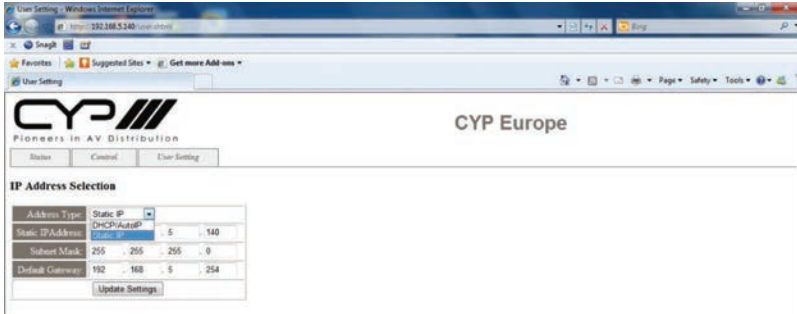 User Setting - Windows Internet Explorer
http://192.168.5.140/user.shtml
Bing
x Snagit
Favorites Suggested Sites Get more Add-ons
User Setting
Page Safety Tools
CYP
CYP Europe
Pioneers in AV Distribution
Status Control User Setting
IP Address Selection
Address Type: Static IP
DHCP/AutoIP
Static IPAddress: Static IP . 5 . 140
Subnet Mask: 255 . 255 . 255 . 0
Default Gateway: 192 . 168 . 5 . 254
Update Settings